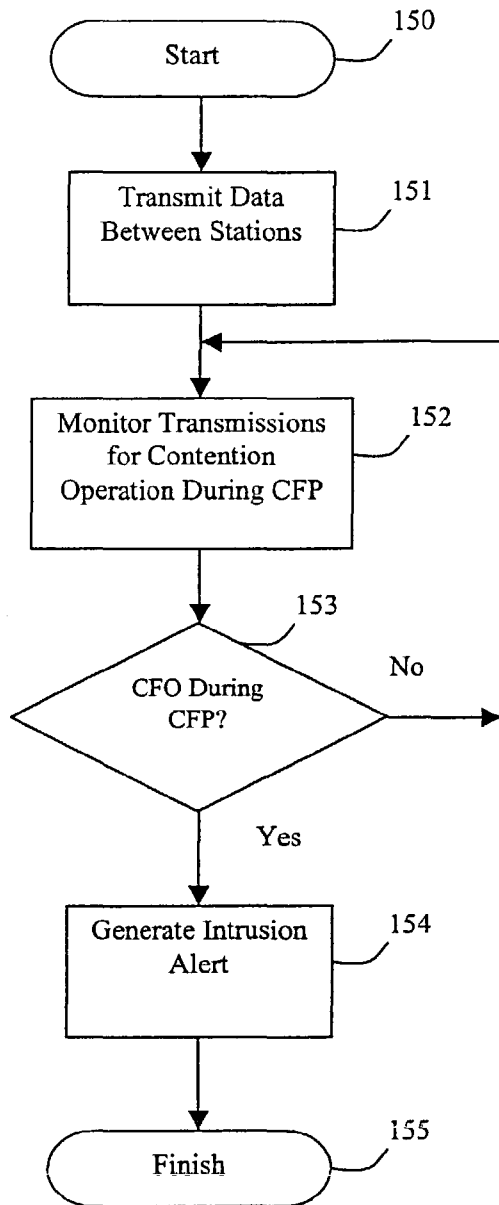 150
Start
151
Transmit Data
Between Stations
152
Monitor Transmissions
for Contention
Operation During CFP
153
CFO During
CFP?
No
Yes
154
Generate Intrusion
Alert
155
Finish